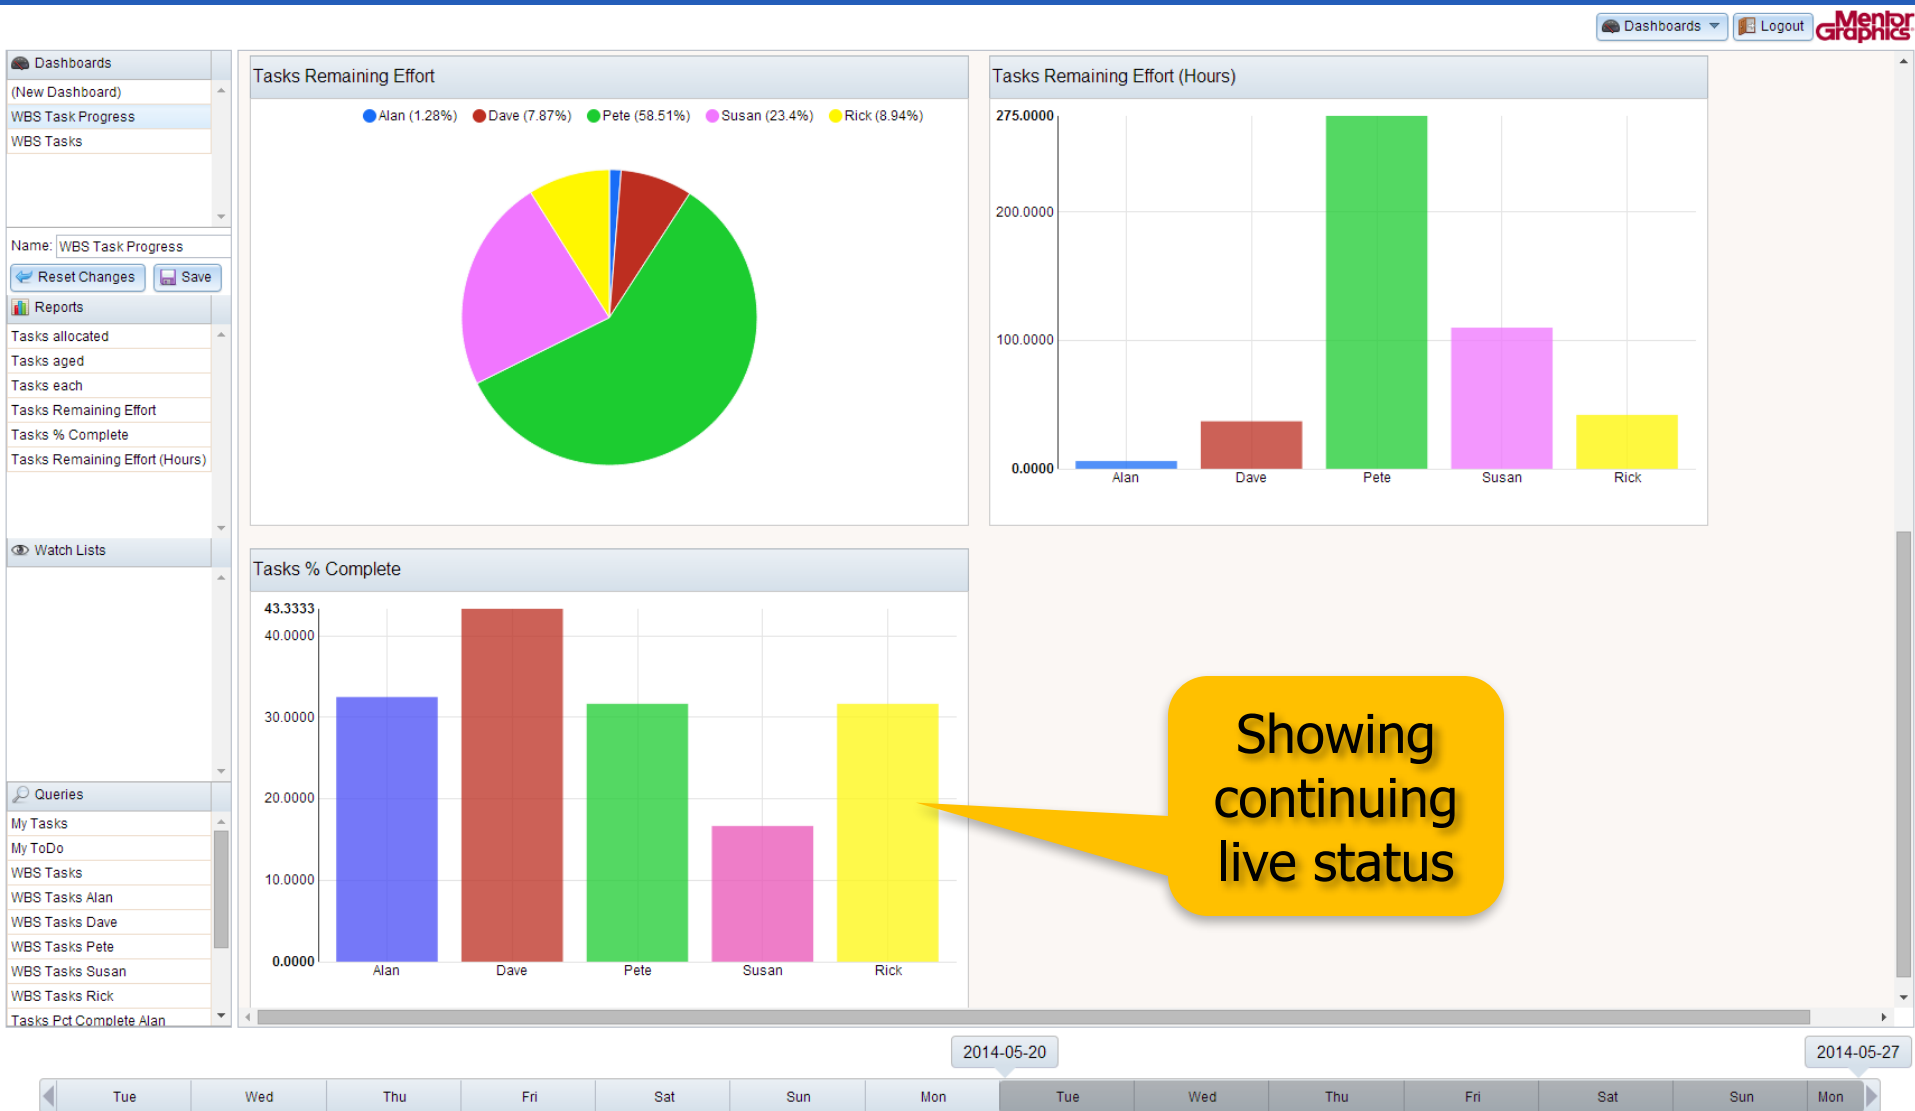 Dashboards
Logout
Mentor
Graphics
Dashboards
(New Dashboard)
WBS Task Progress
WBS Tasks
Name: WBS Task Progress
Reset Changes
Save
Reports
Tasks allocated
Tasks aged
Tasks each
Tasks Remaining Effort
Tasks % Complete
Tasks Remaining Effort (Hours)
Watch Lists
Queries
My Tasks
My ToDo
WBS Tasks
WBS Tasks Alan
WBS Tasks Dave
WBS Tasks Pete
WBS Tasks Susan
WBS Tasks Rick
Tasks Pct Complete Alan
Tasks Remaining Effort
Alan (1.28%) Dave (7.87%) Pete (58.51%) Susan (23.4%) Rick (8.94%)
Tasks Remaining Effort (Hours)
275.0000
200.0000
100.0000
0.0000
Alan Dave Pete Susan Rick
Tasks % Complete
43.3333
40.0000
30.0000
20.0000
10.0000
0.0000
Alan Dave Pete Susan Rick
Showing
continuing
live status
2014-05-20 2014-05-27
Tue Wed Thu Fri Sat Sun Mon Tue Wed Thu Fri Sat Sun Mon